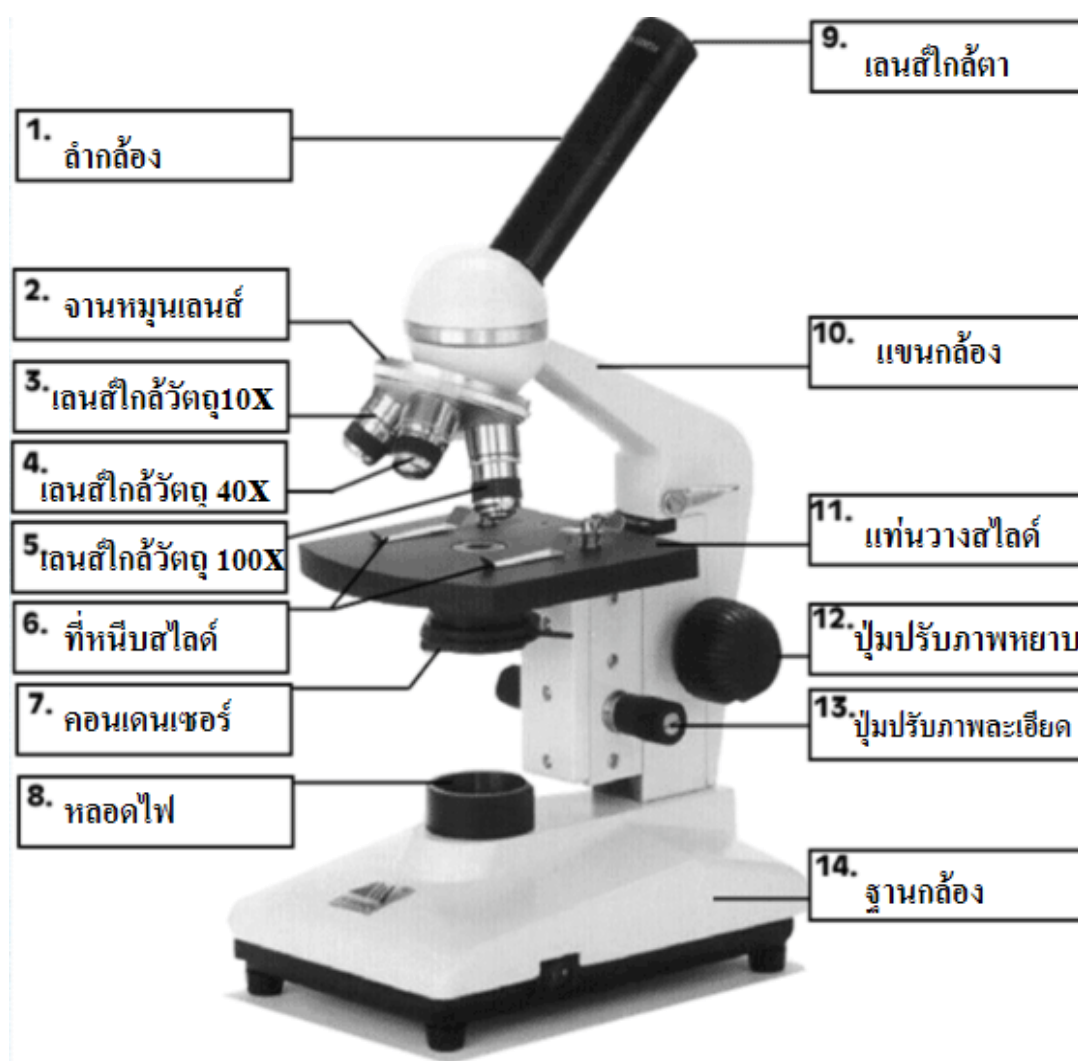 1.
ลำกล้อง
2. จานหมุนเลนส์
3. เลนส์ใกล้วัตถุ10X
4.
เลนส์ใกล้วัตถุ 40X
5.
เลนส์ใกล้วัตถุ 100X
6. ที่หนีบสไลด์
7. คอนเดนเซอร์
8. หลอดไฟ
9.
เลนส์ใกล้ตา
10.
แขนกล้อง
11.
แท่นวางสไลด์
12.
ปุ่มปรับภาพหยาบ
13.
ปุ่มปรับภาพละเอียด
14.
ฐานกล้อง